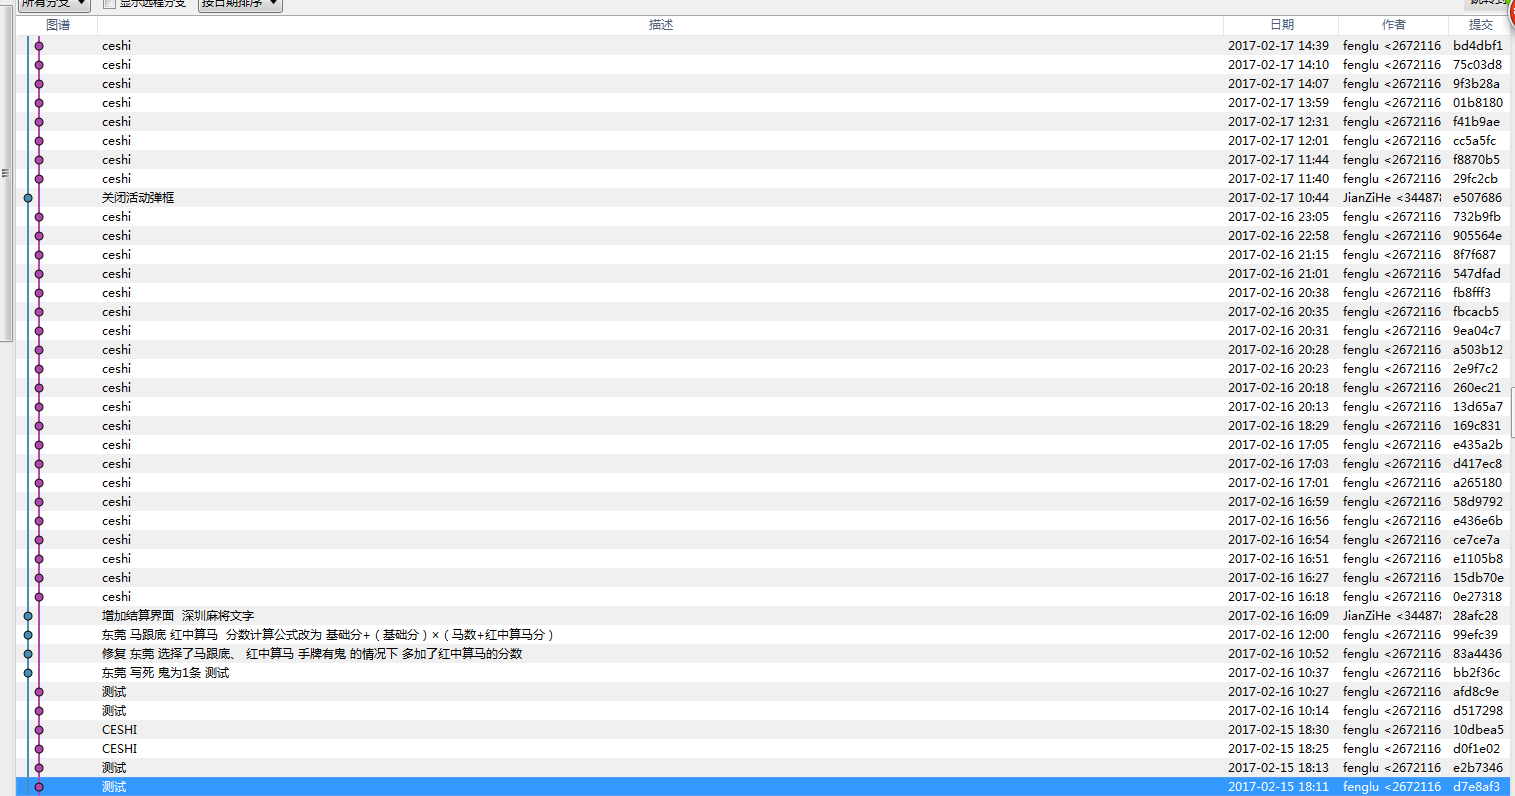 所有分支 显示远程分支 按日期排序 跳转到
图谱 描述 日期 作者 提交
ceshi 2017-02-17 14:39 fenglu <2672116 bd4dbf1
ceshi 2017-02-17 14:10 fenglu <2672116 75c03d8
ceshi 2017-02-17 14:07 fenglu <2672116 9f3b28a
ceshi 2017-02-17 13:59 fenglu <2672116 01b8180
ceshi 2017-02-17 12:31 fenglu <2672116 f41b9ae
ceshi 2017-02-17 12:01 fenglu <2672116 cc5a5fc
ceshi 2017-02-17 11:44 fenglu <2672116 f8870b5
ceshi 2017-02-17 11:40 fenglu <2672116 29fc2cb
关闭活动弹框 2017-02-17 10:44 JianZiHe <344878 e507686
ceshi 2017-02-16 23:05 fenglu <2672116 732b9fb
ceshi 2017-02-16 22:58 fenglu <2672116 905564e
ceshi 2017-02-16 21:15 fenglu <2672116 8f7f687
ceshi 2017-02-16 21:01 fenglu <2672116 547dfad
ceshi 2017-02-16 20:38 fenglu <2672116 fb8fff3
ceshi 2017-02-16 20:35 fenglu <2672116 fbcacb5
ceshi 2017-02-16 20:31 fenglu <2672116 9ea04c7
ceshi 2017-02-16 20:28 fenglu <2672116 a503b12
ceshi 2017-02-16 20:23 fenglu <2672116 2e9f7c2
ceshi 2017-02-16 20:18 fenglu <2672116 260ec21
ceshi 2017-02-16 20:13 fenglu <2672116 13d65a7
ceshi 2017-02-16 18:29 fenglu <2672116 169c831
ceshi 2017-02-16 17:05 fenglu <2672116 e435a2b
ceshi 2017-02-16 17:03 fenglu <2672116 d417ec8
ceshi 2017-02-16 17:01 fenglu <2672116 a265180
ceshi 2017-02-16 16:59 fenglu <2672116 58d9792
ceshi 2017-02-16 16:56 fenglu <2672116 e436e6b
ceshi 2017-02-16 16:54 fenglu <2672116 ce7ce7a
ceshi 2017-02-16 16:51 fenglu <2672116 e1105b8
ceshi 2017-02-16 16:27 fenglu <2672116 15db70e
ceshi 2017-02-16 16:18 fenglu <2672116 0e27318
增加结算界面 深圳麻将文字 2017-02-16 16:09 JianZiHe <344878 28afc28
东莞 马跟底 红中算马 分数计算公式改为 基础分+（基础分）×（马数+红中算马分） 2017-02-16 12:00 fenglu <2672116 99efc39
修复 东莞 选择了马跟底、 红中算马 手牌有鬼 的情况下 多加了红中算马的分数 2017-02-16 10:52 fenglu <2672116 83a4436
东莞 写死 鬼为1条 测试 2017-02-16 10:37 fenglu <2672116 bb2f36c
测试 2017-02-16 10:27 fenglu <2672116 afd8c9e
测试 2017-02-16 10:14 fenglu <2672116 d517298
CESHI 2017-02-15 18:30 fenglu <2672116 10dbea5
CESHI 2017-02-15 18:25 fenglu <2672116 d0f1e02
测试 2017-02-15 18:13 fenglu <2672116 e2b7346
测试 2017-02-15 18:11 fenglu <2672116 d7e8af3